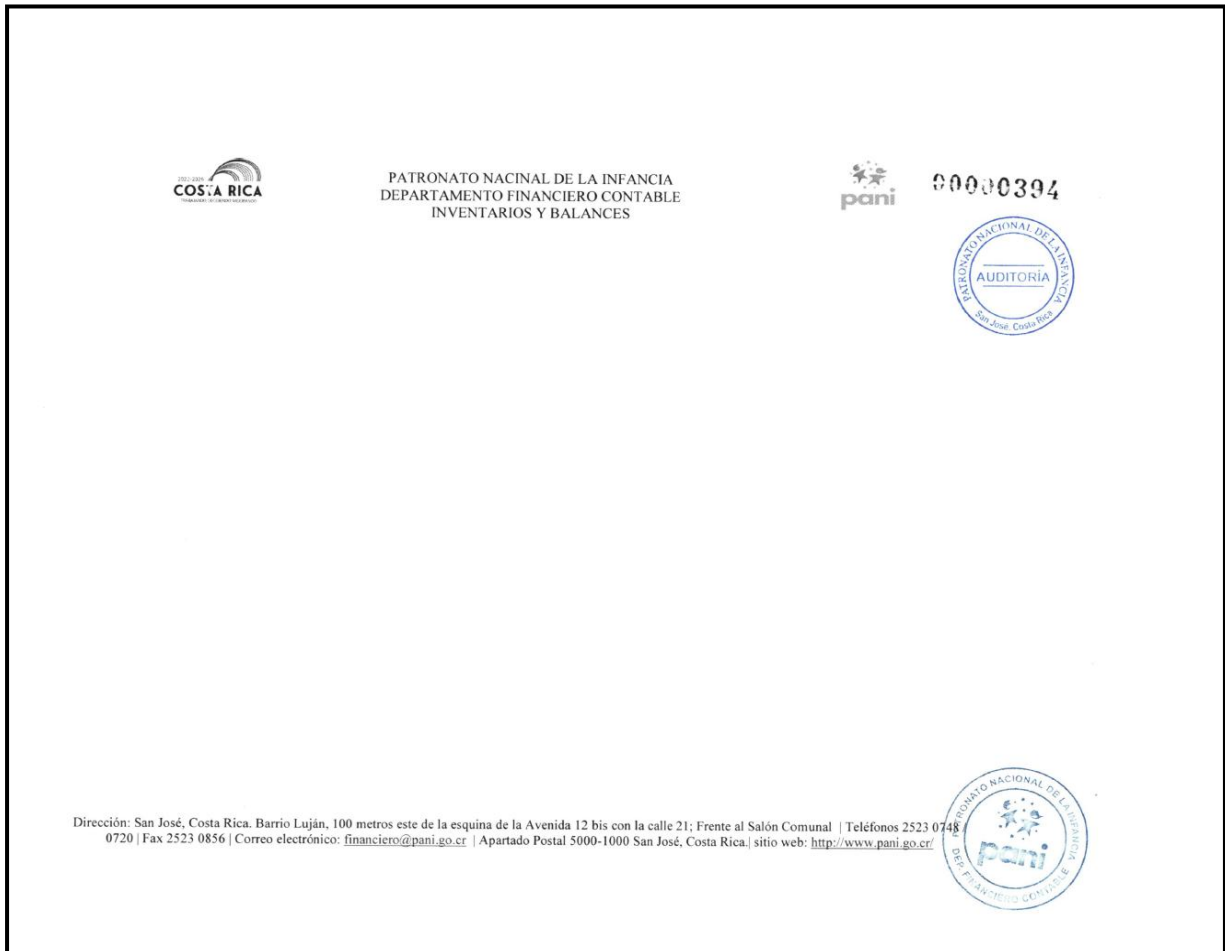 COSTA RICA
PATRONATO NACINAL DE LA INFANCIA
DEPARTAMENTO FINANCIERO CONTABLE
INVENTARIOS Y BALANCES
pani
00000394
PATRONATO NACIONAL DE LA INFANCIA
AUDITORÍA
San José, Costa Rica
Dirección: San José, Costa Rica. Barrio Luján, 100 metros este de la esquina de la Avenida 12 bis con la calle 21; Frente al Salón Comunal | Teléfonos 2523 0748
0720 | Fax 2523 0856 | Correo electrónico: financiero@pani.go.cr | Apartado Postal 5000-1000 San José, Costa Rica.| sitio web: http://www.pani.go.cr/
PATRONATO NACIONAL DE LA INFANCIA
pani
DEP. FINANCIERO CONTABLE